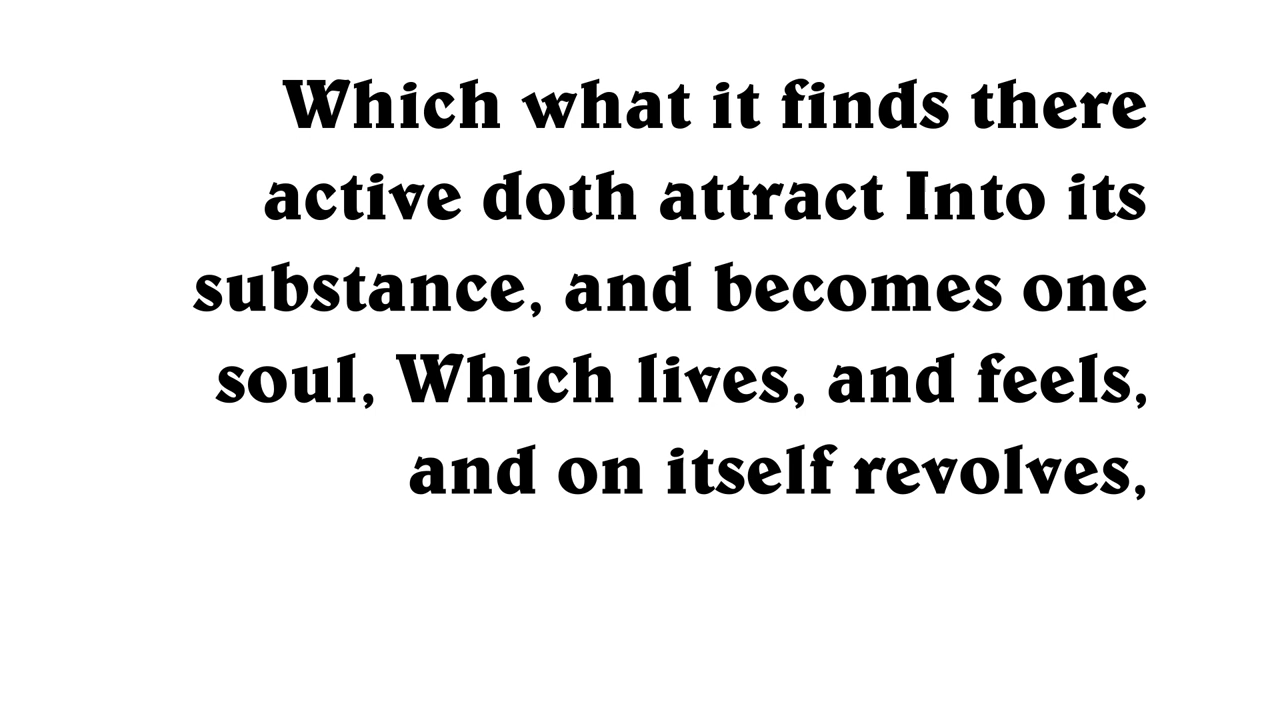 Which what it finds there
active doth attract Into its
substance, and becomes one
soul, Which lives, and feels,
and on itself revolves,